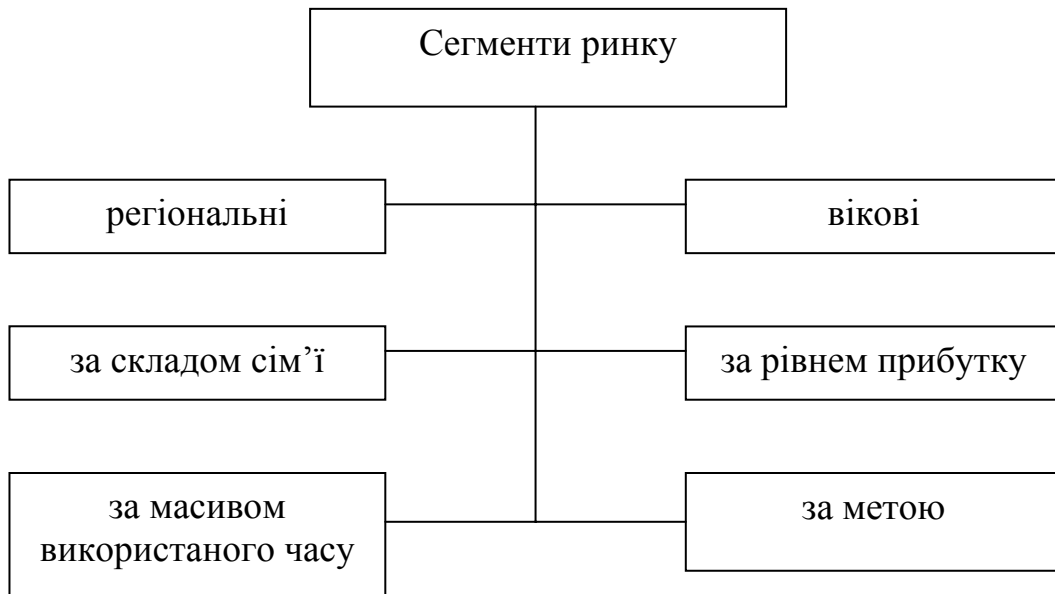 Сегменти ринку
регіональні
вікові
за складом сім’ї
за рівнем прибутку
за масивом
використаного часу
за метою